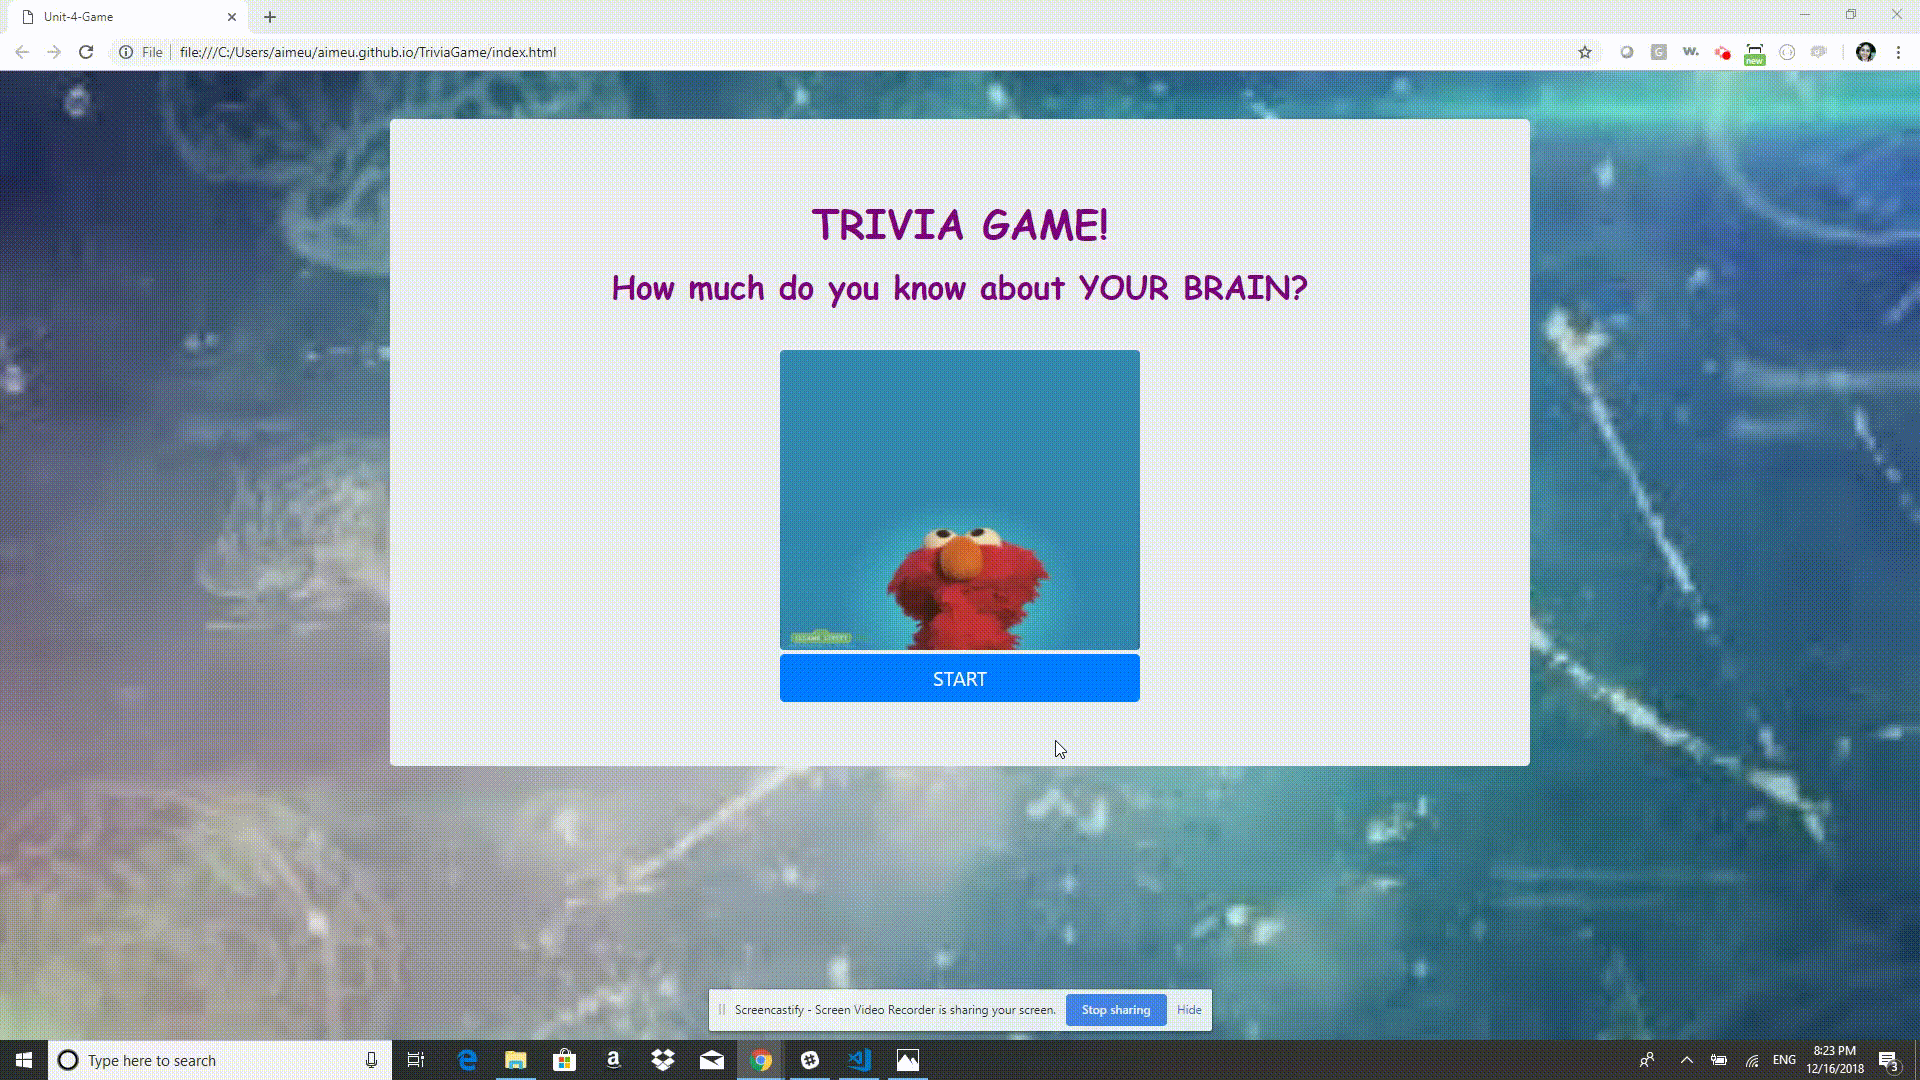 Unit-4-Game
File
file:///C:/Users/aimeu/aimeu.github.io/TriviaGame/index.html
G
w.
new
TRIVIA GAME!
How much do you know about YOUR BRAIN?
SESAME STREET
START
Screencastify - Screen Video Recorder is sharing your screen.
Stop sharing
Hide
Type here to search
ENG
8:23 PM
12/16/2018
3